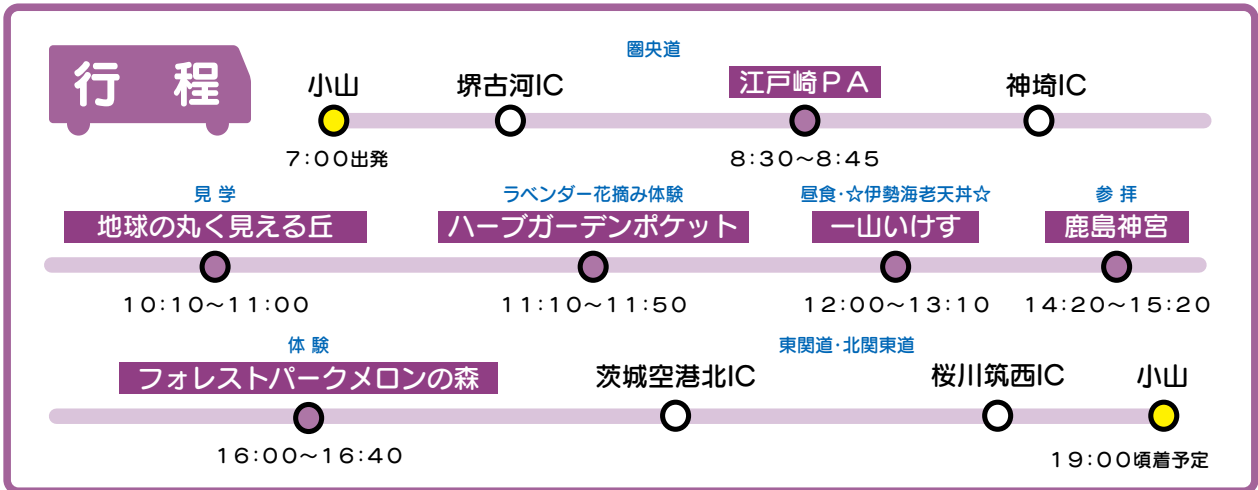 行 程
圏央道
小山 堺古河IC 江戸崎PA 神埼IC
7:00出発 8:30~8:45
見 学 ラベンダー花摘み体験 昼食・☆伊勢海老天丼☆ 参 拝
地球の丸く見える丘 ハーブガーデンポケット 一山いけす 鹿島神宮
10:10~11:00 11:10~11:50 12:00~13:10 14:20~15:20
体 験 東関道・北関東道
フォレストパークメロンの森 茨城空港北IC 桜川筑西IC 小山
16:00~16:40 19:00頃着予定